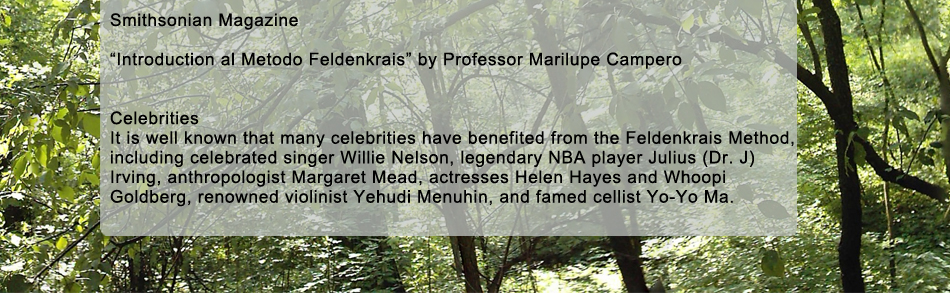 Smithsonian Magazine
“Introduction al Metodo Feldenkrais” by Professor Marilupe Campero
Celebrities
It is well known that many celebrities have benefited from the Feldenkrais Method,
including celebrated singer Willie Nelson, legendary NBA player Julius (Dr. J)
Irving, anthropologist Margaret Mead, actresses Helen Hayes and Whoopi
Goldberg, renowned violinist Yehudi Menuhin, and famed cellist Yo-Yo Ma.